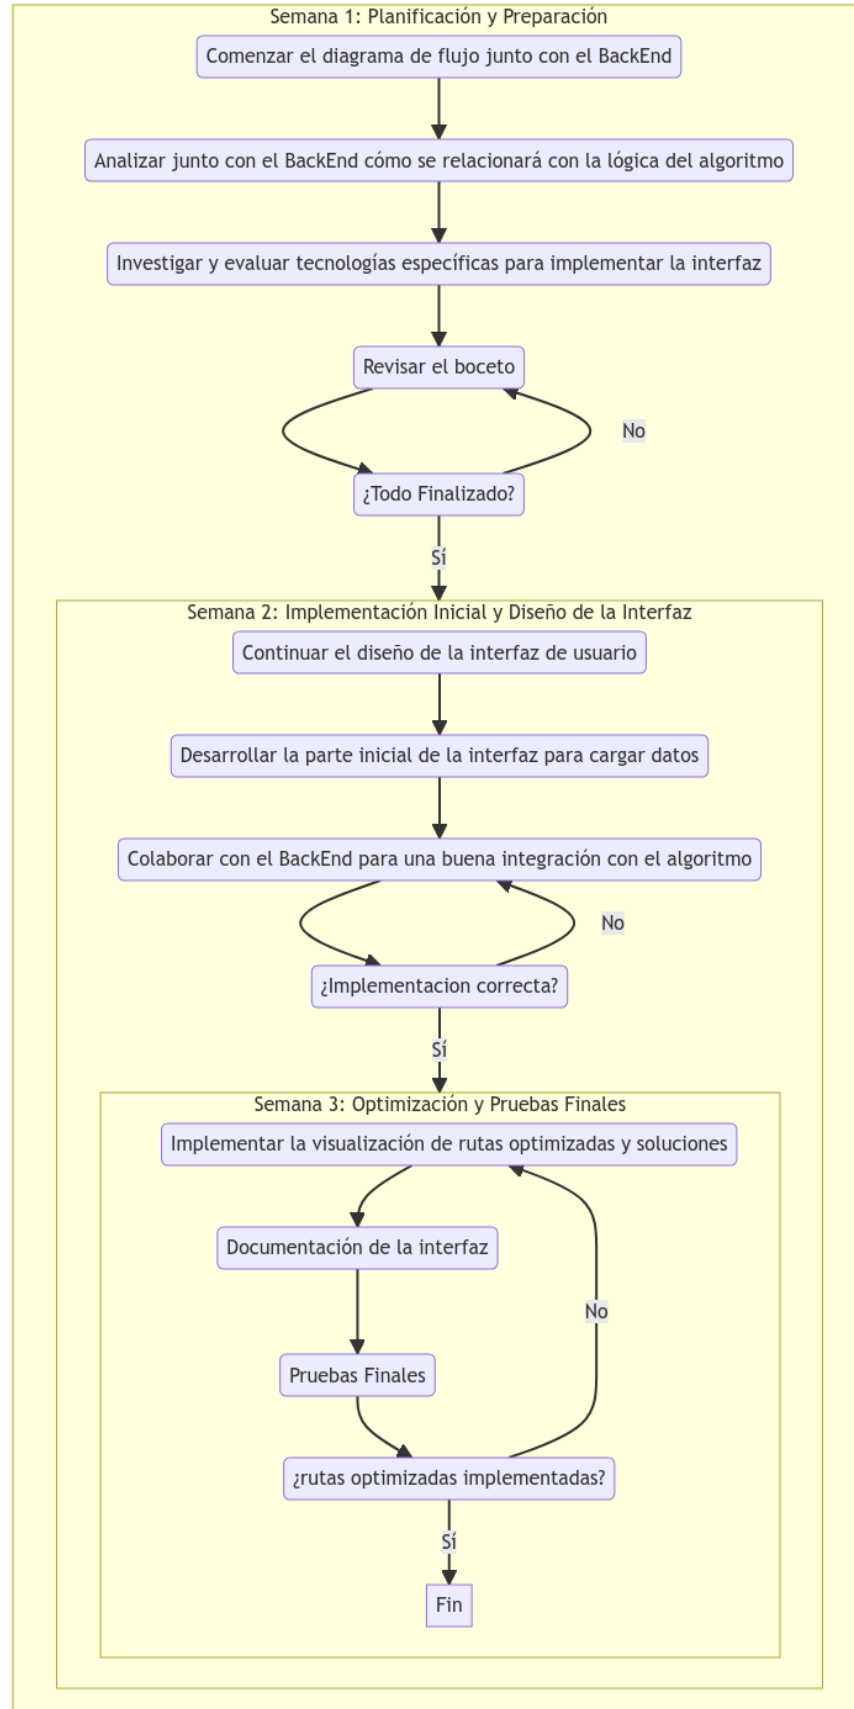 Semana 1: Planificación y Preparación
Comenzar el diagrama de flujo junto con el BackEnd
Analizar junto con el BackEnd cómo se relacionará con la lógica del algoritmo
Investigar y evaluar tecnologías específicas para implementar la interfaz
Revisar el boceto
No
¿Todo Finalizado?
Sí
Semana 2: Implementación Inicial y Diseño de la Interfaz
Continuar el diseño de la interfaz de usuario
Desarrollar la parte inicial de la interfaz para cargar datos
Colaborar con el BackEnd para una buena integración con el algoritmo
No
¿Implementacion correcta?
Sí
Semana 3: Optimización y Pruebas Finales
Implementar la visualización de rutas optimizadas y soluciones
Documentación de la interfaz
No
Pruebas Finales
¿rutas optimizadas implementadas?
Sí
Fin